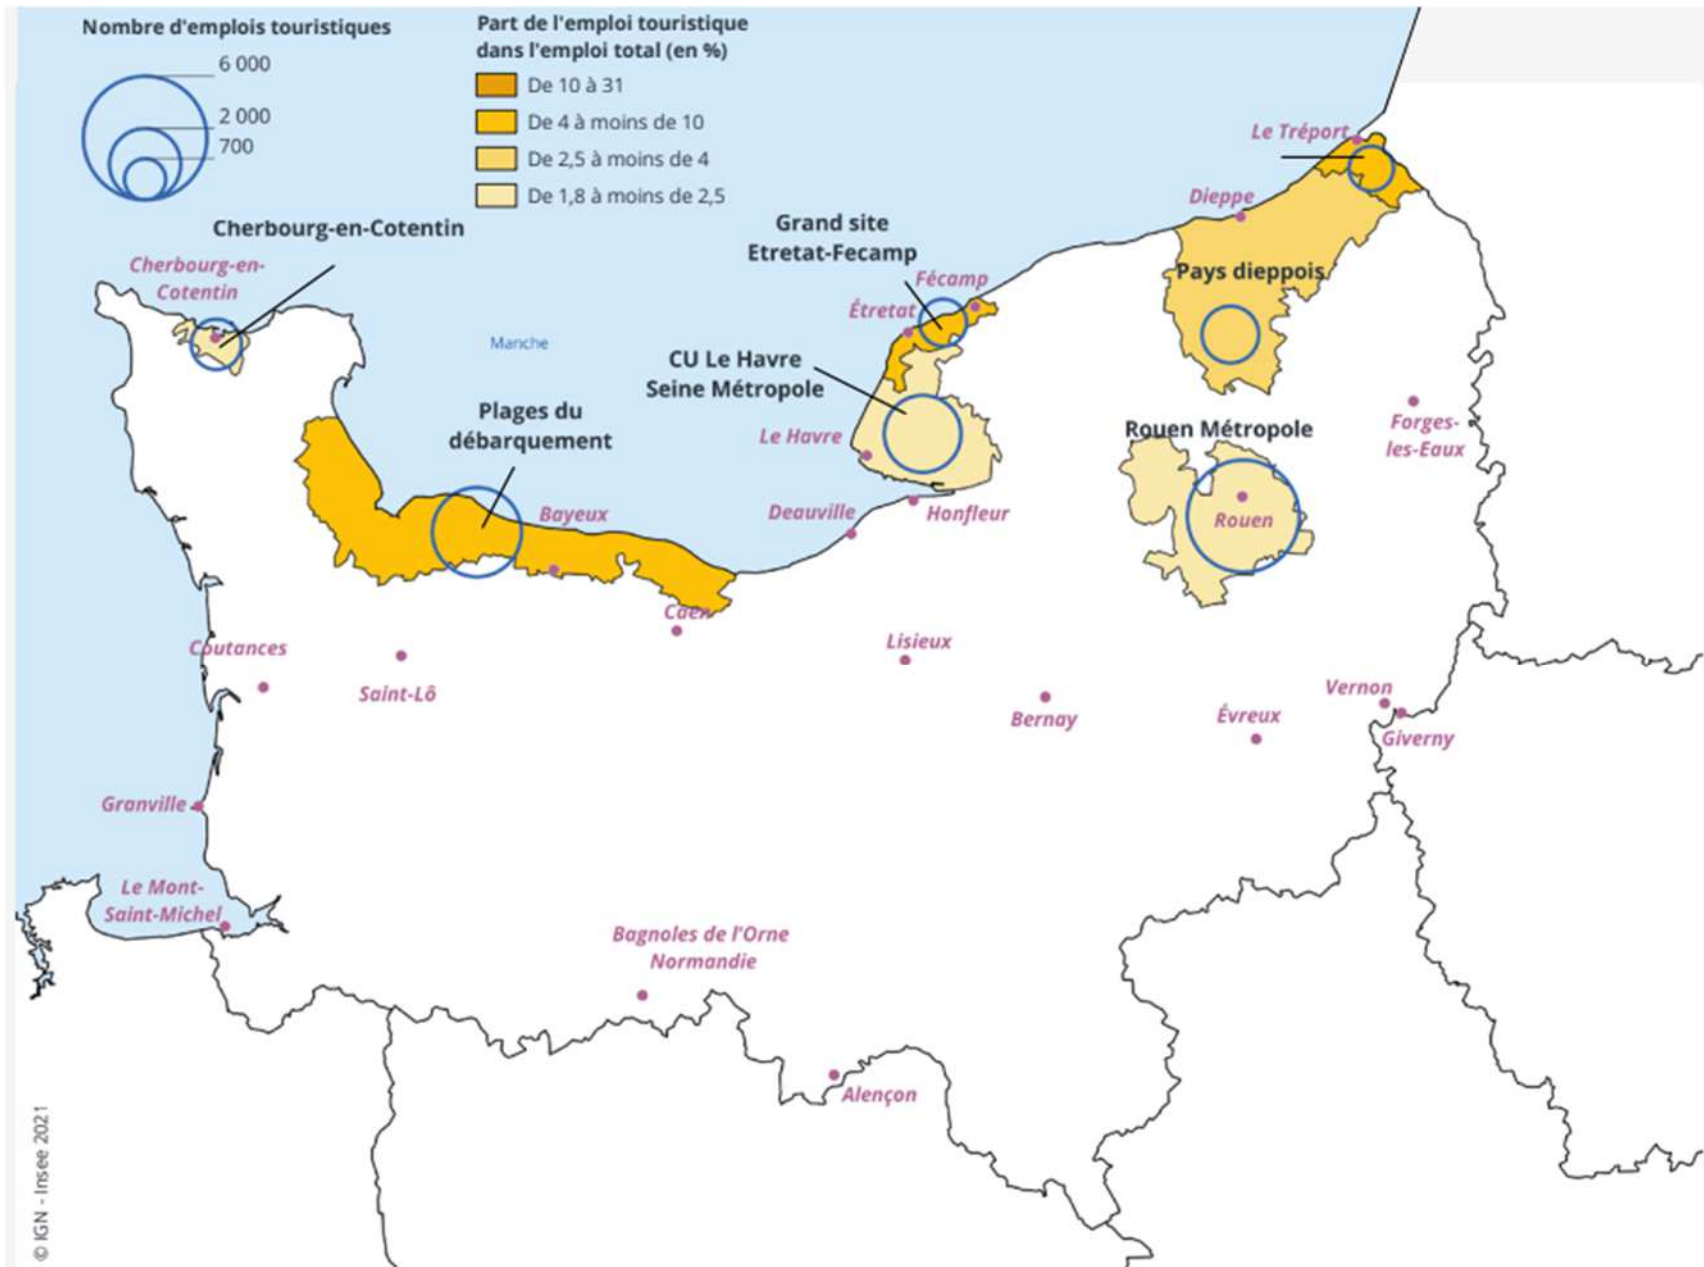 Nombre d'emplois touristiques
6 000
2 000
700
Part de l'emploi touristique
dans l'emploi total (en %)
De 10 à 31
De 4 à moins de 10
De 2,5 à moins de 4
De 1,8 à moins de 2,5
Cherbourg-en-Cotentin
Cherbourg-en-
Cotentin
Manche
Grand site
Etretat-Fecamp
Fécamp
Étretat
Le Tréport
Dieppe
Pays dieppois
CU Le Havre
Seine Métropole
Le Havre
Plages du
débarquement
Bayeux
Deauville
Honfleur
Rouen Métropole
Rouen
Forges-
les-Eaux
Caen
Coutances
Saint-Lô
Lisieux
Bernay
Évreux
Vernon
Giverny
Granville
Le Mont-
Saint-Michel
Bagnoles de l'Orne
Normandie
Alençon
© IGN - Insee 2021